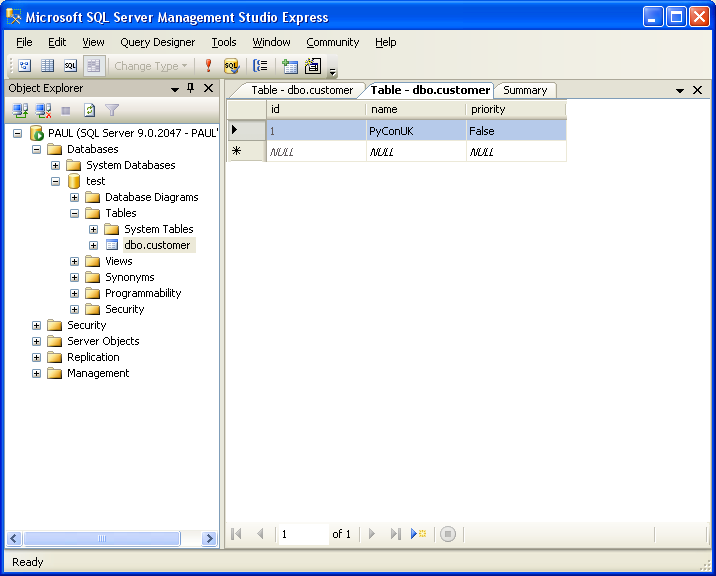 Microsoft SQL Server Management Studio Express
File Edit View Query Designer Tools Window Community Help
SQL Change Type SQL
Object Explorer
Table - dbo.customer Table - dbo.customer Summary
PAUL (SQL Server 9.0.2047 - PAUL'
Databases
System Databases
test
Database Diagrams
Tables
System Tables
dbo.customer
Views
Synonyms
Programmability
Security
Security
Server Objects
Replication
Management
id name priority
1 PyConUK False
NULL NULL NULL
1 of 1
Ready